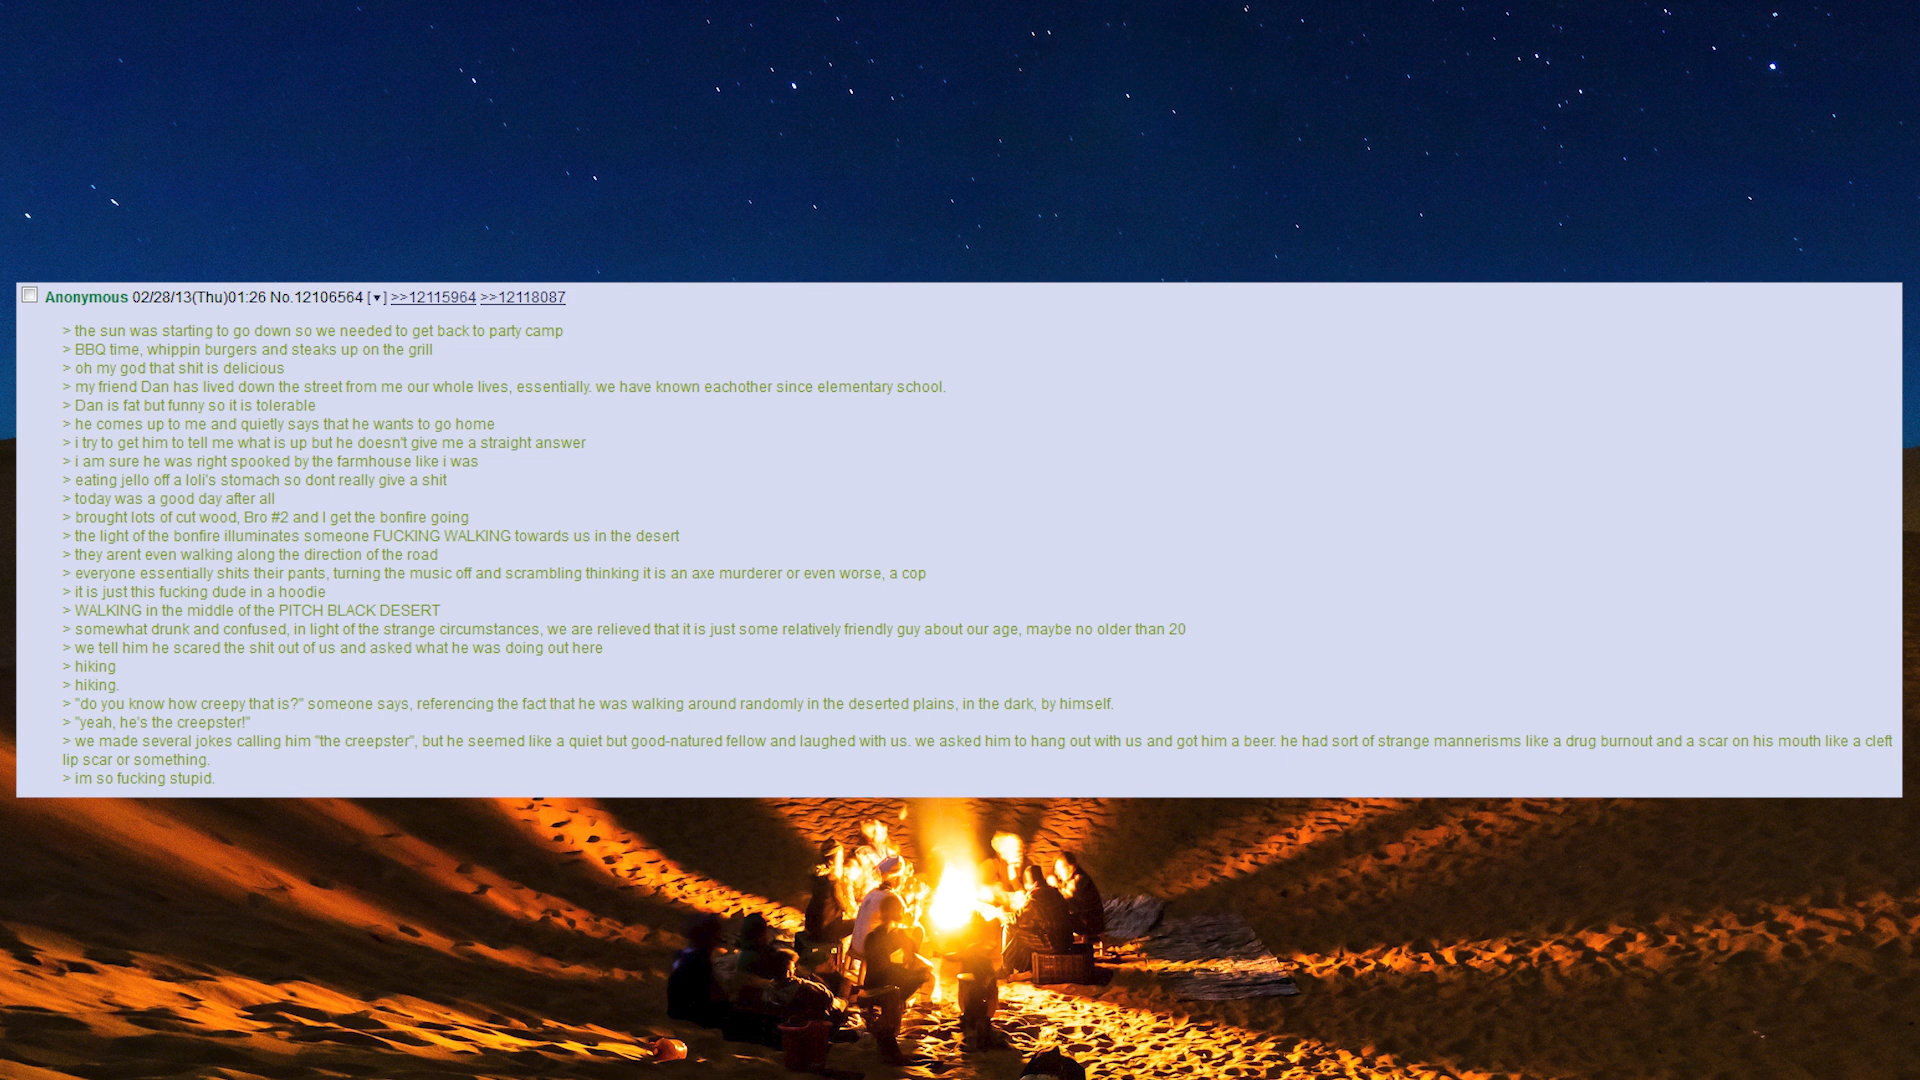 Anonymous 02/28/13(Thu)01:26 No.12106564 [▼] >>12115964 >>12118087
> the sun was starting to go down so we needed to get back to party camp
> BBQ time, whippin burgers and steaks up on the grill
> oh my god that shit is delicious
> my friend Dan has lived down the street from me our whole lives, essentially. we have known eachother since elementary school.
> Dan is fat but funny so it is tolerable
> he comes up to me and quietly says that he wants to go home
> i try to get him to tell me what is up but he doesn't give me a straight answer
> i am sure he was right spooked by the farmhouse like i was
> eating jello off a loli's stomach so dont really give a shit
> today was a good day after all
> brought lots of cut wood, Bro #2 and I get the bonfire going
> the light of the bonfire illuminates someone FUCKING WALKING towards us in the desert
> they arent even walking along the direction of the road
> everyone essentially shits their pants, turning the music off and scrambling thinking it is an axe murderer or even worse, a cop
> it is just this fucking dude in a hoodie
> WALKING in the middle of the PITCH BLACK DESERT
> somewhat drunk and confused, in light of the strange circumstances, we are relieved that it is just some relatively friendly guy about our age, maybe no older than 20
> we tell him he scared the shit out of us and asked what he was doing out here
> hiking
> hiking.
> "do you know how creepy that is?" someone says, referencing the fact that he was walking around randomly in the deserted plains, in the dark, by himself.
> "yeah, he's the creepster!"
> we made several jokes calling him "the creepster", but he seemed like a quiet but good-natured fellow and laughed with us. we asked him to hang out with us and got him a beer. he had sort of strange mannerisms like a drug burnout and a scar on his mouth like a cleft
lip scar or something.
> im so fucking stupid.